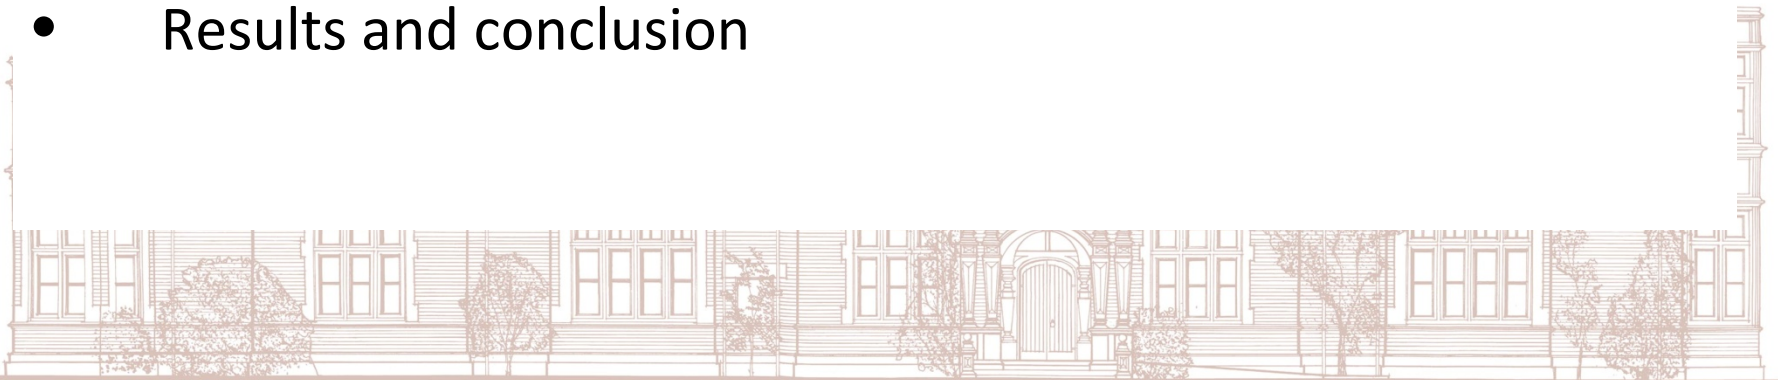 • Results and conclusion